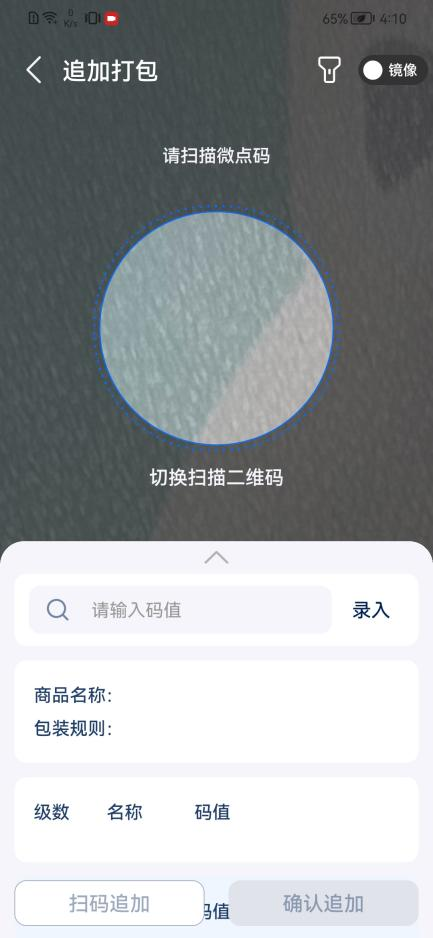 0
K/s
65% 4:10
追加打包
镜像
请扫描微点码
切换扫描二维码
请输入码值
录入
商品名称:
包装规则:
级数 名称 码值
扫码追加
码值
确认追加